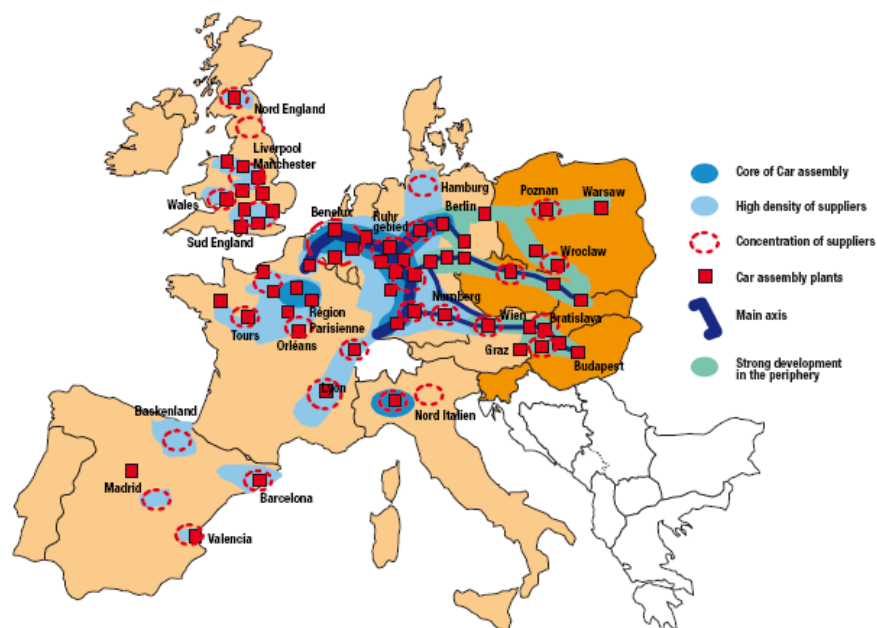 Nord England
Liverpool
Manchester
Wales
Sud England
Hamburg
Berlin
Poznan
Warsaw
Benelux
Ruhr
gebied
Wroclaw
Nürnberg
Région
Parisienne
Tours
Orléans
Wien
Bratislava
Graz
Budapest
Lyon
Nord Italien
Baskenland
Madrid
Barcelona
Valencia
Core of Car assembly
High density of suppliers
Concentration of suppliers
Car assembly plants
Main axis
Strong development
in the periphery